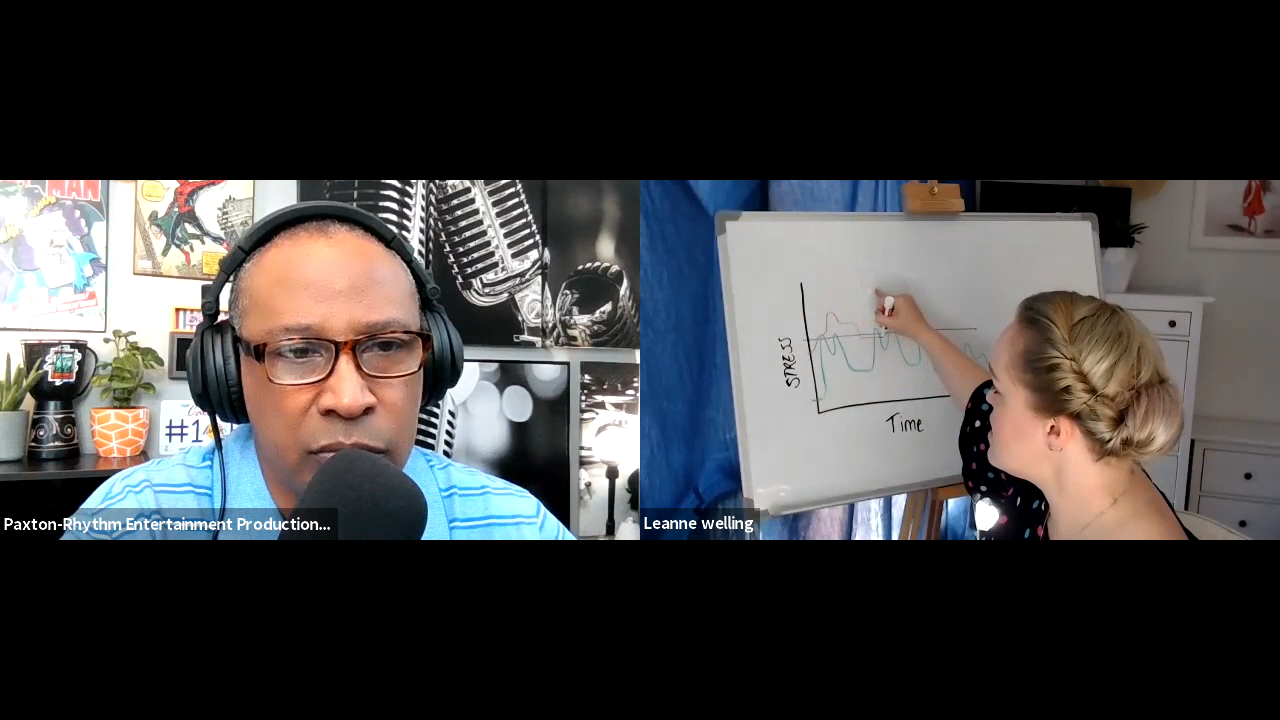 MAN
#1
Paxton-Rhythm Entertainment Production...
STRESS
Time
Leanne welling